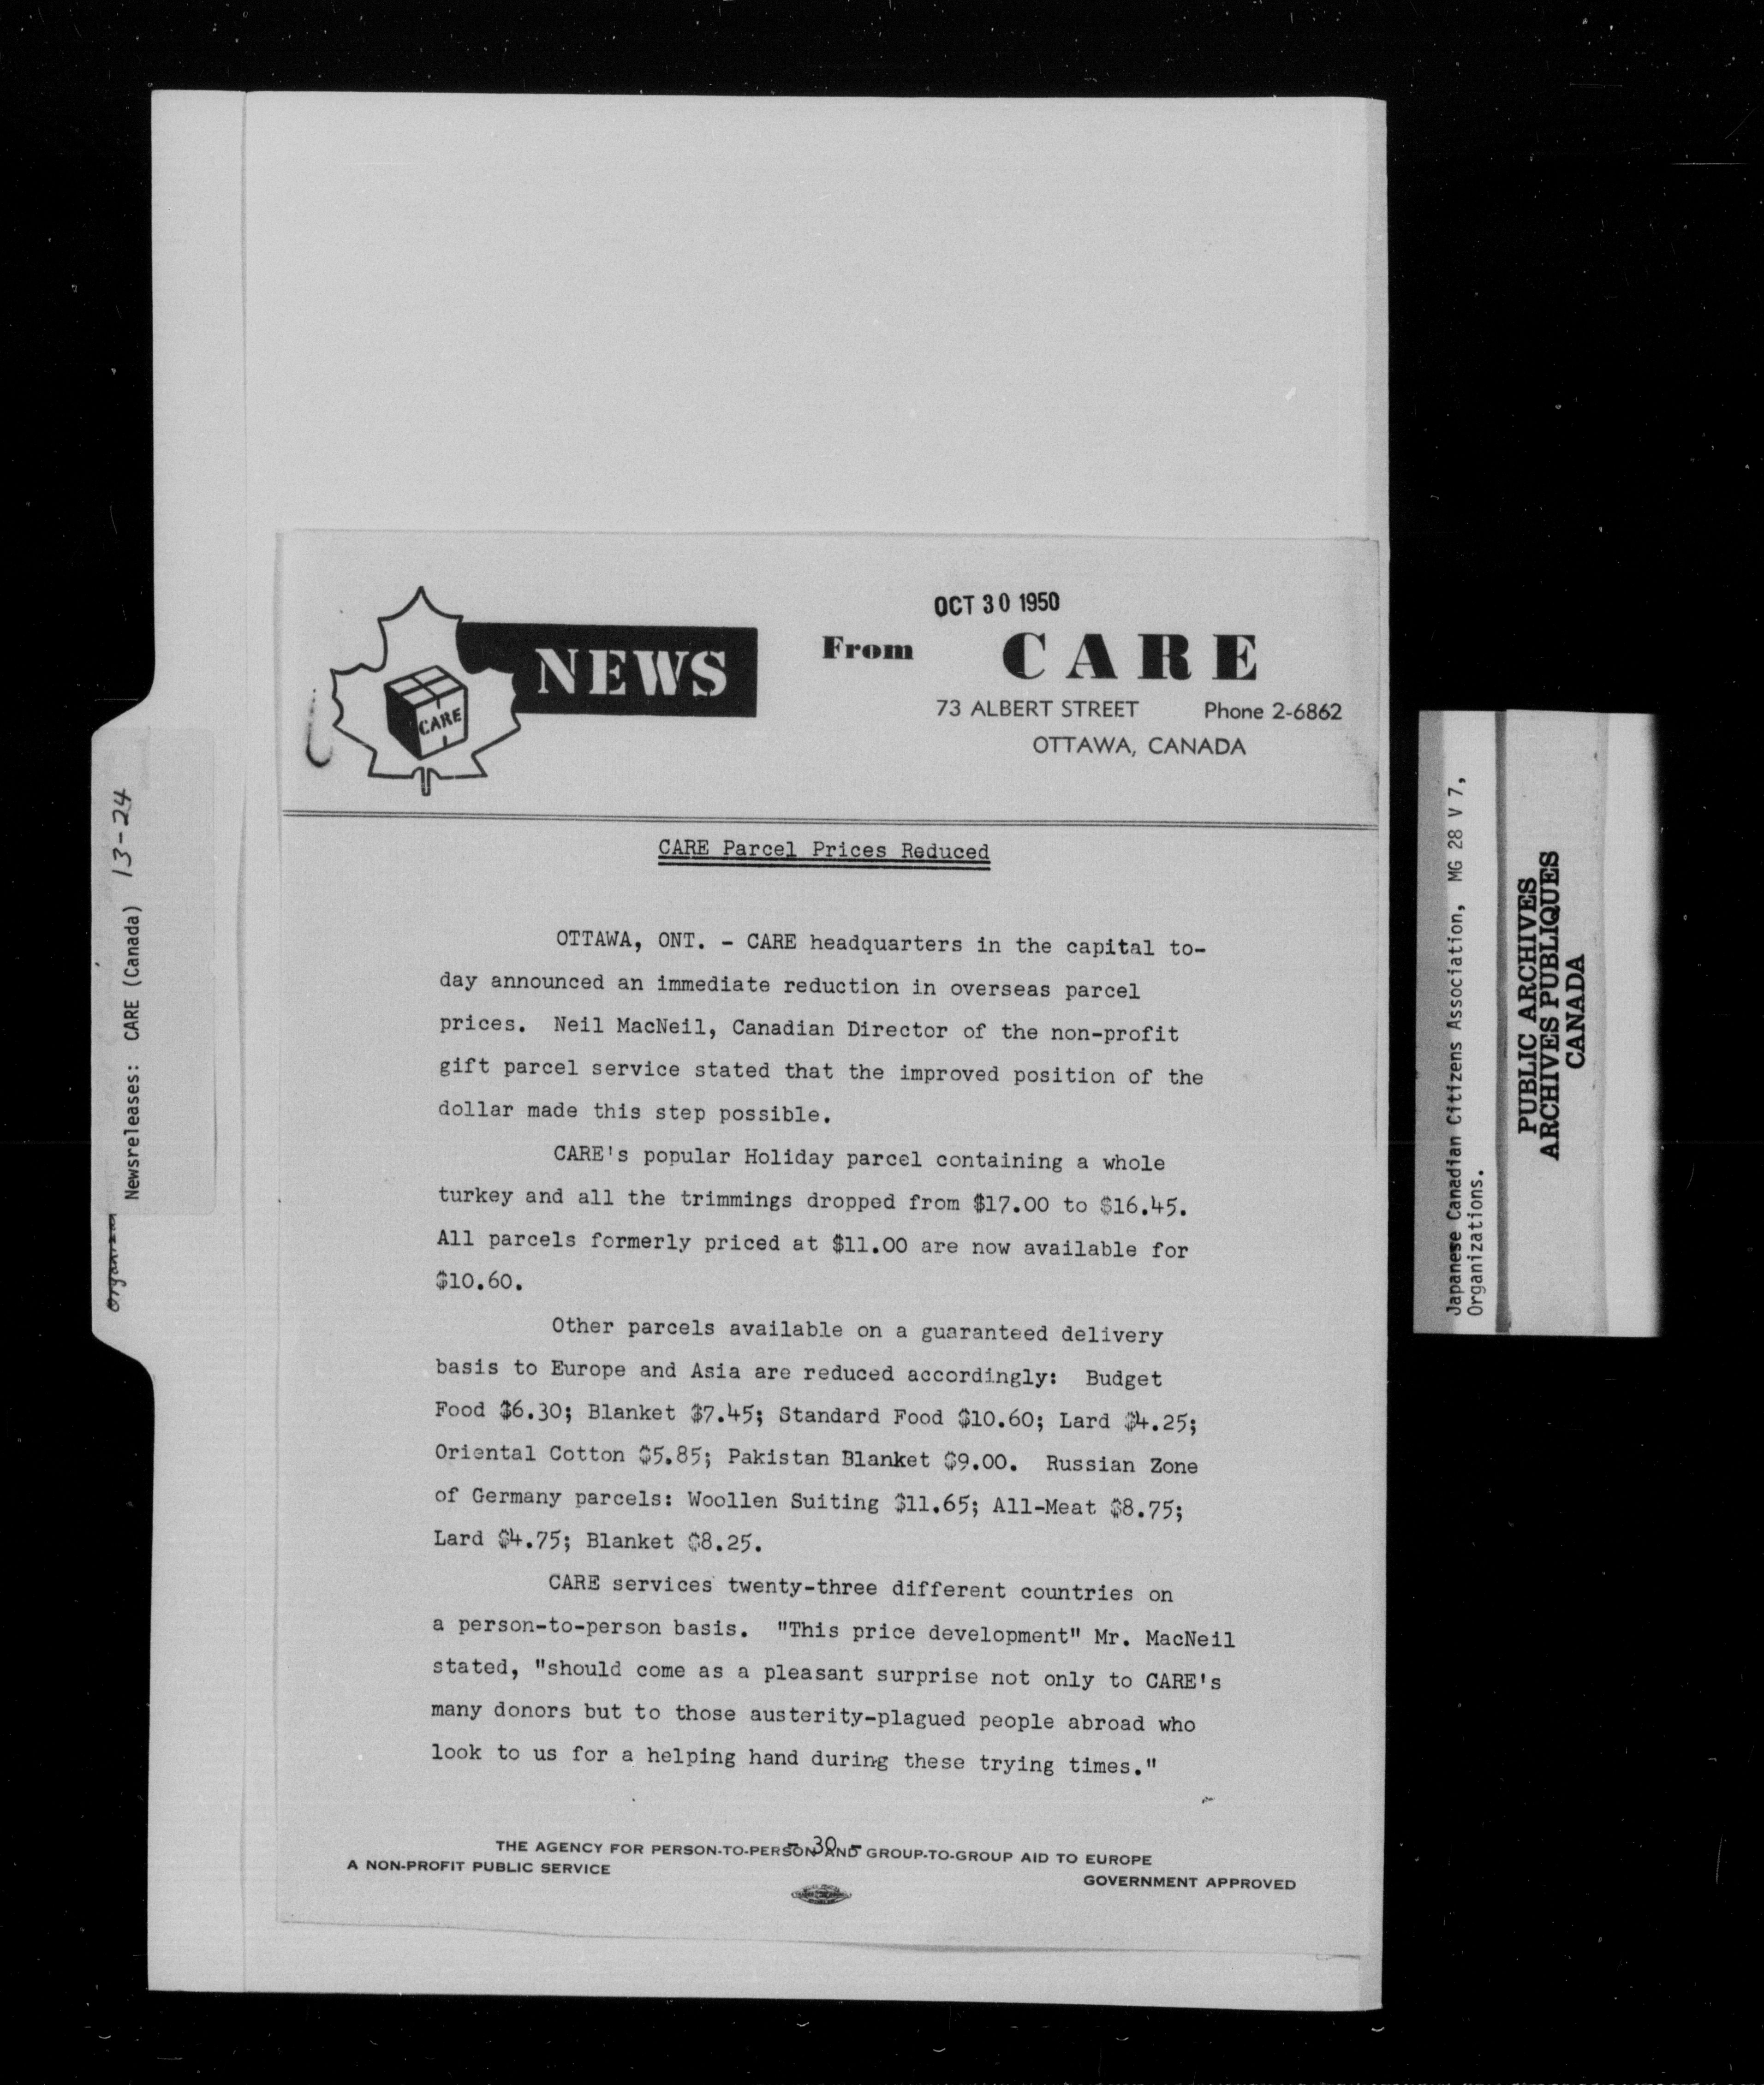 OCT 30 1950
NEWS
From CARE
CARE
73 ALBERT STREET Phone 2-6862
OTTAWA, CANADA
CARE Parcel Prices Reduced
OTTAWA, ONT. - CARE headquarters in the capital to-
day announced an immediate reduction in overseas parcel
prices. Neil MacNeil, Canadian Director of the non-profit
gift parcel service stated that the improved position of the
dollar made this step possible.
CARE's popular Holiday parcel containing a whole
turkey and all the trimmings dropped from $17.00 to $16.45.
All parcels formerly priced at $11.00 are now available for
$10.60.
Other parcels available on a guaranteed delivery
basis to Europe and Asia are reduced accordingly: Budget
Food $6.30; Blanket $7.45; Standard Food $10.60; Lard $4.25;
Oriental Cotton $5.85; Pakistan Blanket $9.00. Russian Zone
of Germany parcels: Woollen Suiting $11.65; All-Meat $8.75;
Lard $4.75; Blanket $8.25.
CARE services twenty-three different countries on
a person-to-person basis. "This price development" Mr. MacNeil
stated, "should come as a pleasant surprise not only to CARE's
many donors but to those austerity-plagued people abroad who
look to us for a helping hand during these trying times."
- 30 -
THE AGENCY FOR PERSON-TO-PERSON AND GROUP-TO-GROUP AID TO EUROPE
A NON-PROFIT PUBLIC SERVICE
GOVERNMENT APPROVED
Newsreleases: CARE (Canada) 13-24
Japanese Canadian Citizens Association, MG 28 V 7,
Organizations.
PUBLIC ARCHIVES
ARCHIVES PUBLIQUES
CANADA